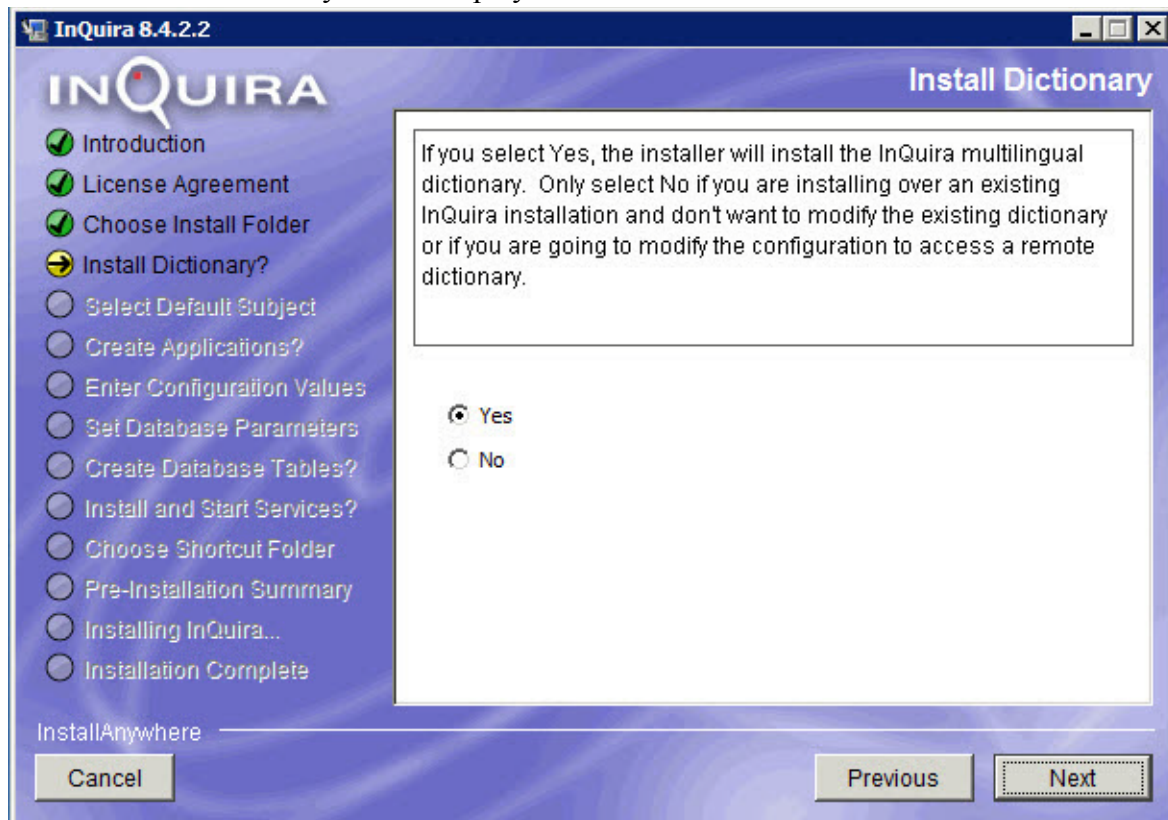 InQuira 8.4.2.2
INQUIRA
Install Dictionary
Introduction
License Agreement
Choose Install Folder
Install Dictionary?
Select Default Subject
Create Applications?
Enter Configuration Values
Set Database Parameters
Create Database Tables?
Install and Start Services?
Choose Shortcut Folder
Pre-Installation Summary
Installing InQuira...
Installation Complete
If you select Yes, the installer will install the InQuira multilingual
dictionary. Only select No if you are installing over an existing
InQuira installation and don't want to modify the existing dictionary
or if you are going to modify the configuration to access a remote
dictionary.
Yes
No
InstallAnywhere
Cancel
Previous
Next